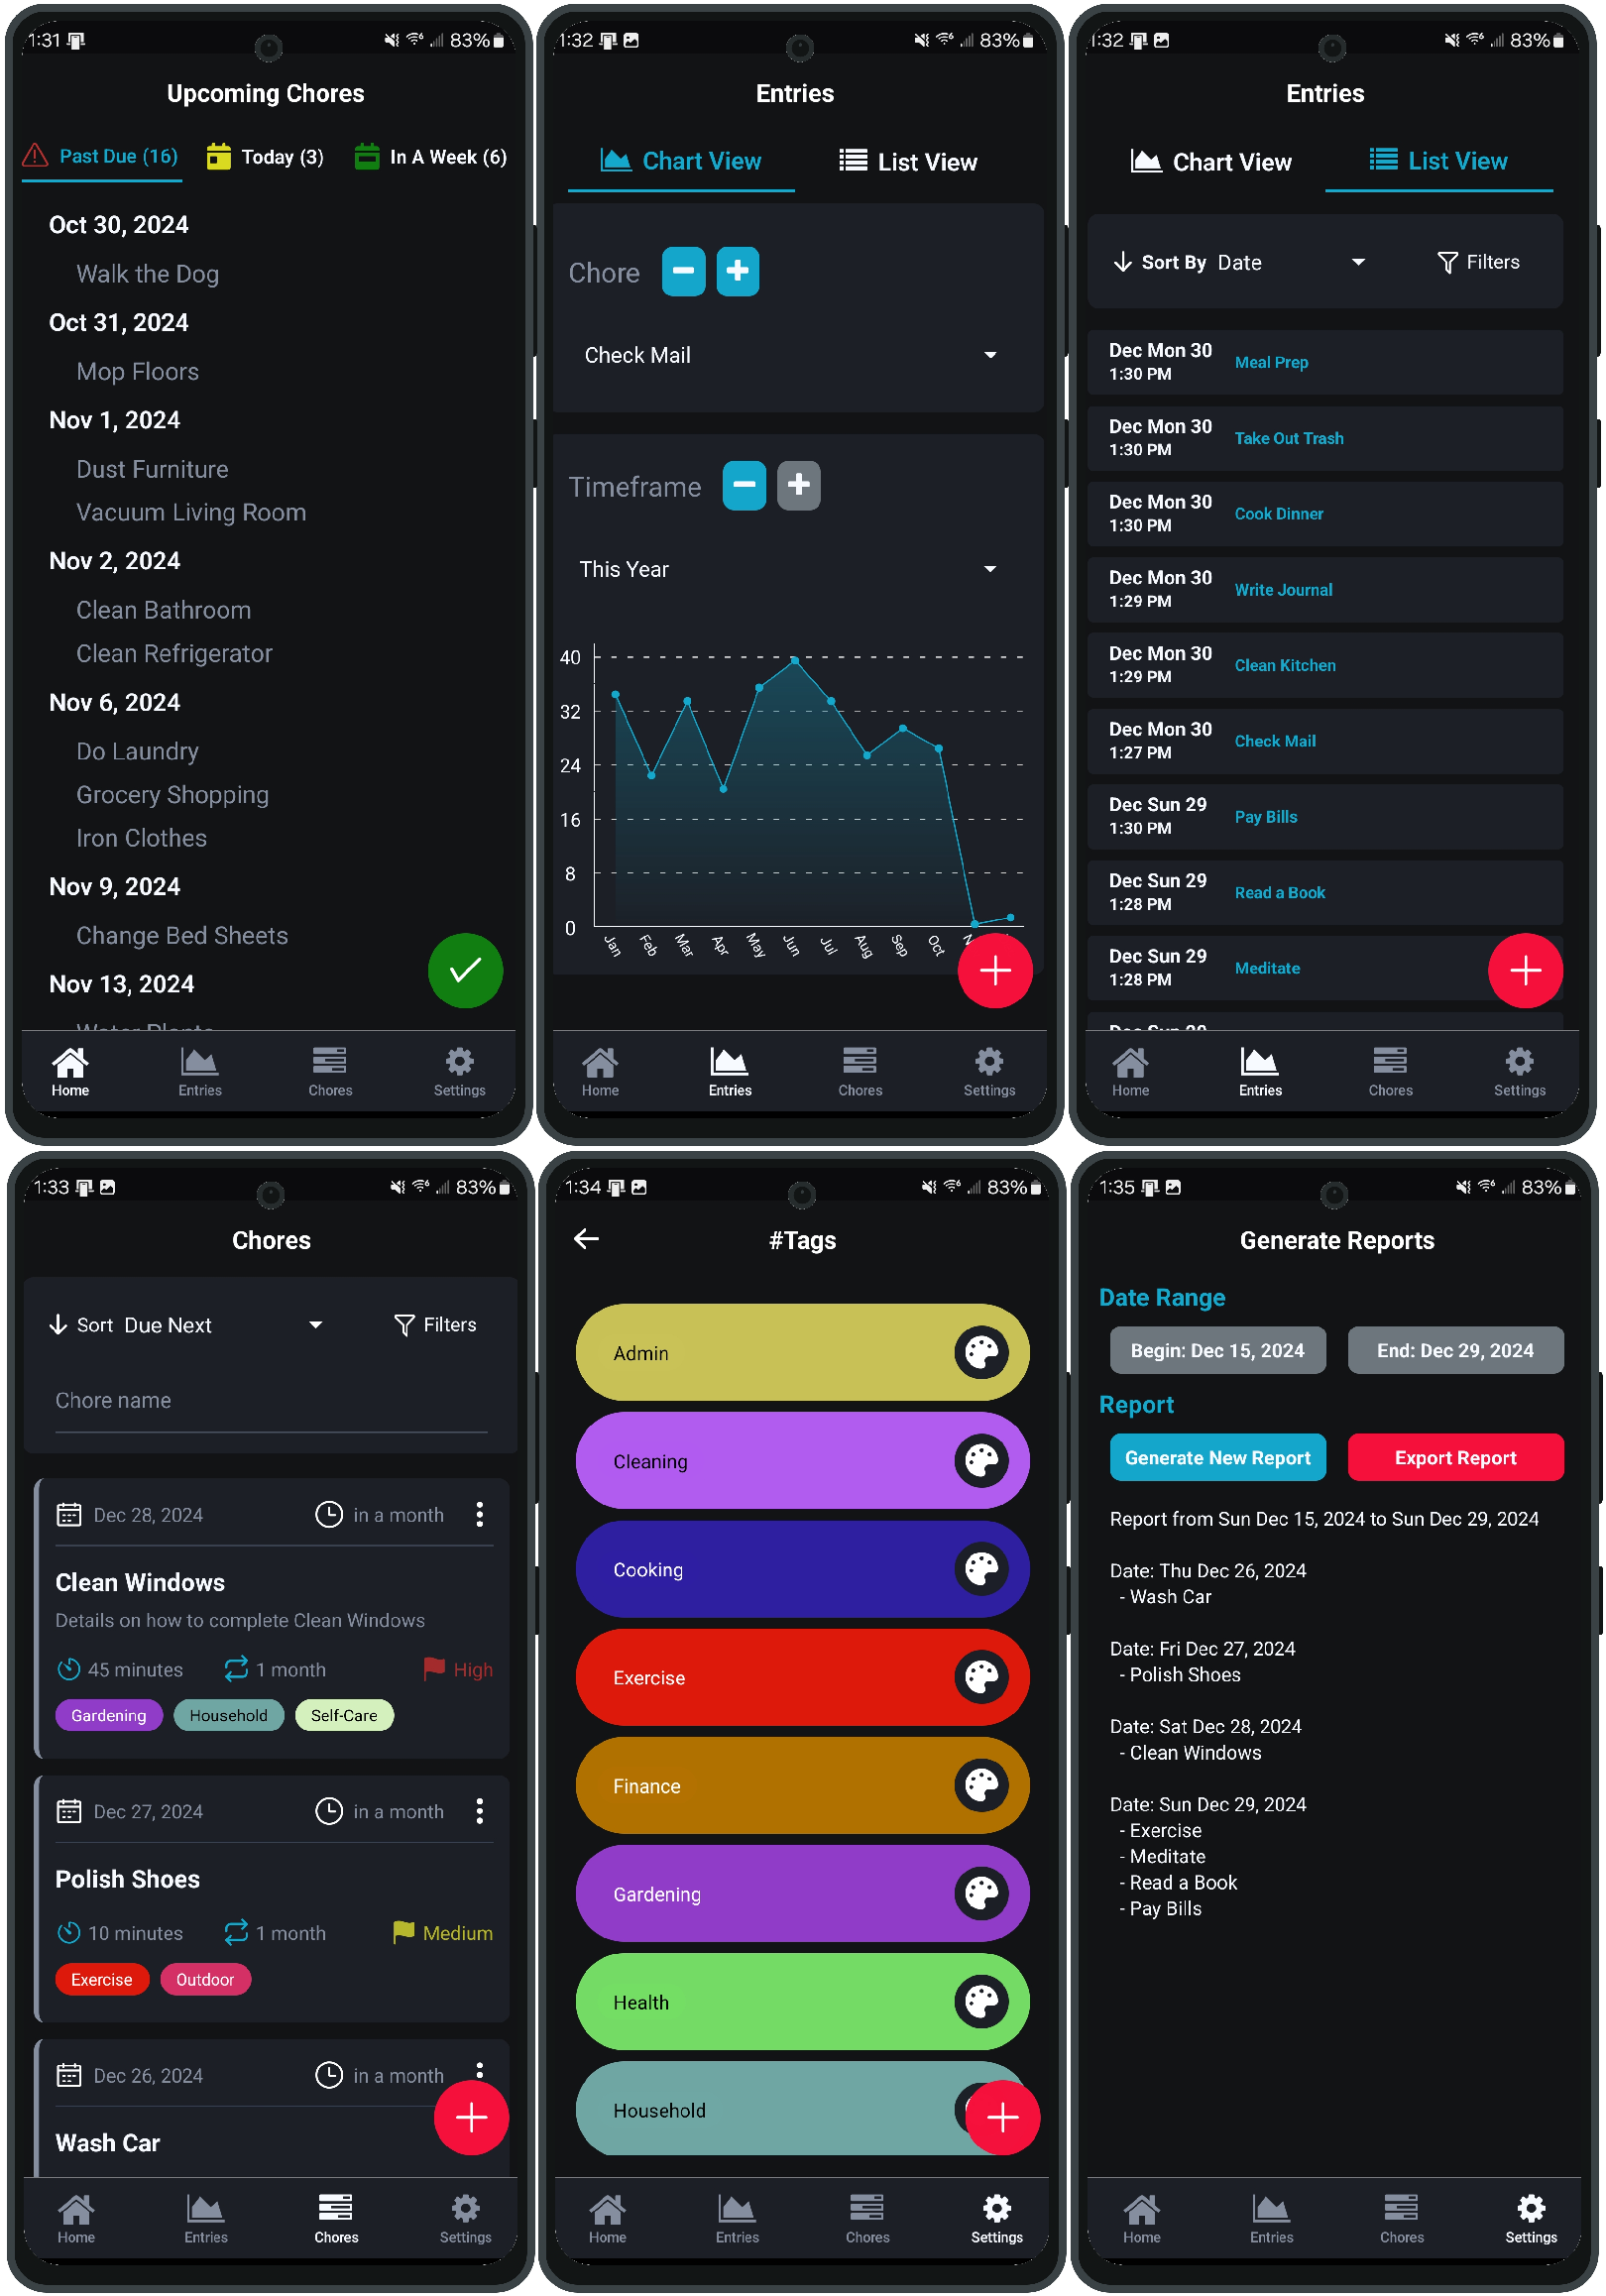 1:31 83%
Upcoming Chores
Past Due (16) Today (3) In A Week (6)
Oct 30, 2024
Walk the Dog
Oct 31, 2024
Mop Floors
Nov 1, 2024
Dust Furniture
Vacuum Living Room
Nov 2, 2024
Clean Bathroom
Clean Refrigerator
Nov 6, 2024
Do Laundry
Grocery Shopping
Iron Clothes
Nov 9, 2024
Change Bed Sheets
Nov 13, 2024
Water Plants
Home Entries Chores Settings
1:32 83%
Entries
Chart View List View
Chore
Check Mail
Timeframe
This Year
40
32
24
16
8
0
Jan Feb Mar Apr May Jun Jul Aug Sep Oct
Home Entries Chores Settings
1:32 83%
Entries
Chart View List View
Sort By Date Filters
Dec Mon 30
1:30 PM
Meal Prep
Dec Mon 30
1:30 PM
Take Out Trash
Dec Mon 30
1:30 PM
Cook Dinner
Dec Mon 30
1:29 PM
Write Journal
Dec Mon 30
1:29 PM
Clean Kitchen
Dec Mon 30
1:27 PM
Check Mail
Dec Sun 29
1:30 PM
Pay Bills
Dec Sun 29
1:28 PM
Read a Book
Dec Sun 29
1:28 PM
Meditate
Dec Sun 29
Home Entries Chores Settings
1:33 83%
Chores
Sort Due Next Filters
Chore name
Dec 28, 2024 in a month
Clean Windows
Details on how to complete Clean Windows
45 minutes 1 month High
Gardening Household Self-Care
Dec 27, 2024 in a month
Polish Shoes
10 minutes 1 month Medium
Exercise Outdoor
Dec 26, 2024 in a month
Wash Car
Home Entries Chores Settings
1:34 83%
#Tags
Admin
Cleaning
Cooking
Exercise
Finance
Gardening
Health
Household
Home Entries Chores Settings
1:35 83%
Generate Reports
Date Range
Begin: Dec 15, 2024 End: Dec 29, 2024
Report
Generate New Report Export Report
Report from Sun Dec 15, 2024 to Sun Dec 29, 2024
Date: Thu Dec 26, 2024
- Wash Car
Date: Fri Dec 27, 2024
- Polish Shoes
Date: Sat Dec 28, 2024
- Clean Windows
Date: Sun Dec 29, 2024
- Exercise
- Meditate
- Read a Book
- Pay Bills
Home Entries Chores Settings